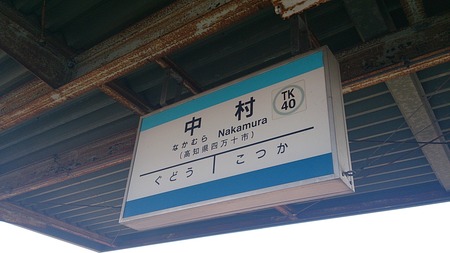 中村
TK
40
なかむら Nakamura
(高知県四万十市)
ぐどう こつか